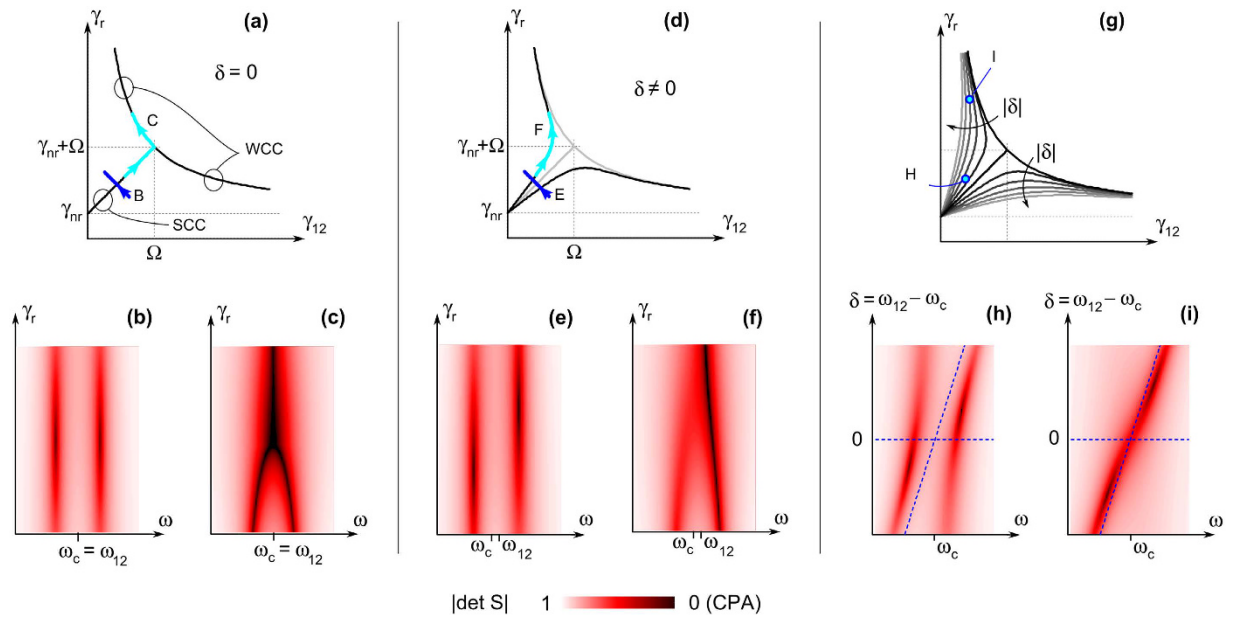 γr
(a)
δ = 0
C
γnr+Ω
WCC
B
γnr
SCC
γ12
Ω
γr
(b)
ω
ωc = ω12
γr
(c)
ω
ωc = ω12
γr
(d)
δ ≠ 0
F
γnr+Ω
E
γnr
γ12
Ω
γr
(e)
ω
ωc ω12
γr
(f)
ω
ωc ω12
γr
(g)
I
|δ|
|δ|
H
γ12
δ = ω12 − ωc
(h)
0
ω
ωc
δ = ω12 − ωc
(i)
0
ω
ωc
|det S| 1 0 (CPA)